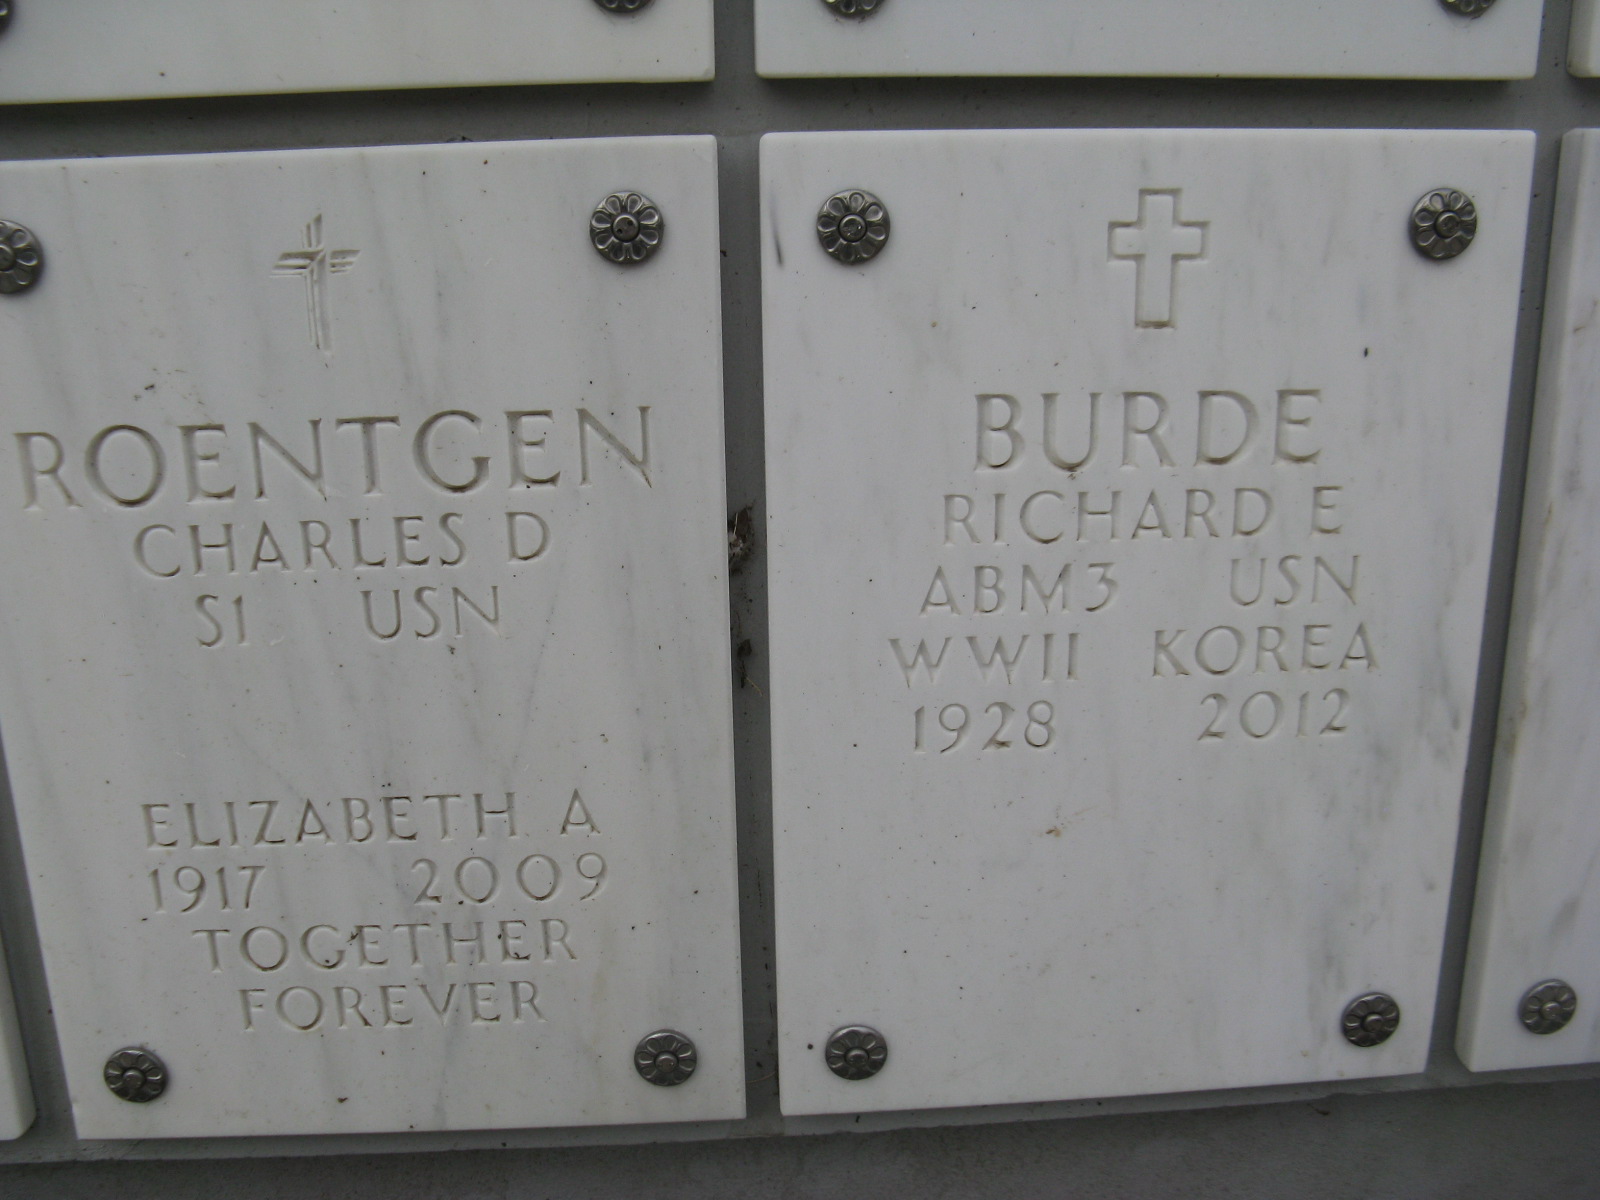 ROENTGEN
CHARLES D
S1 USN
ELIZABETH A
1917 2009
TOGETHER
FOREVER
BURDE
RICHARD E
ABM3 USN
WWII KOREA
1928 2012